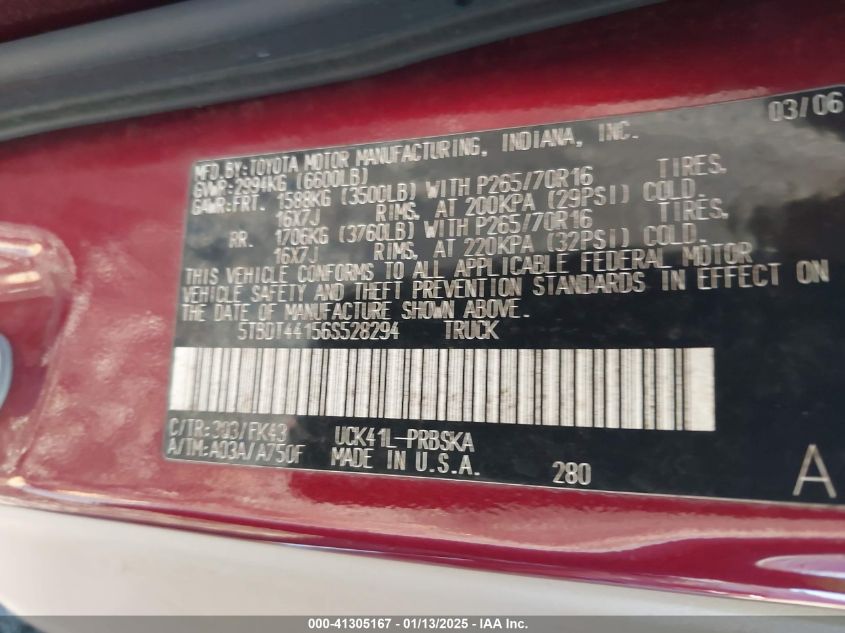 03/06
MFD.BY:TOYOTA MOTOR MANUFACTURING, INDIANA, INC.
GVWR:2994KG (6600LB)
GAWR:FRT. 1588KG (3500LB) WITH P265/70R16 TIRES,
16X7J RIMS, AT 200KPA (29PSI) COLD.
RR. 1706KG (3760LB) WITH P265/70R16 TIRES,
16X7J RIMS, AT 220KPA (32PSI) COLD.
THIS VEHICLE CONFORMS TO ALL APPLICABLE FEDERAL MOTOR
VEHICLE SAFETY AND THEFT PREVENTION STANDARDS IN EFFECT ON
THE DATE OF MANUFACTURE SHOWN ABOVE.
5TBDT44156S528294 TRUCK
C/TR:303/FK43 UCK41L-PRBSKA
A/TM:A03A/A750F MADE IN U.S.A. 280 A
000-41305167 - 01/13/2025 - IAA Inc.